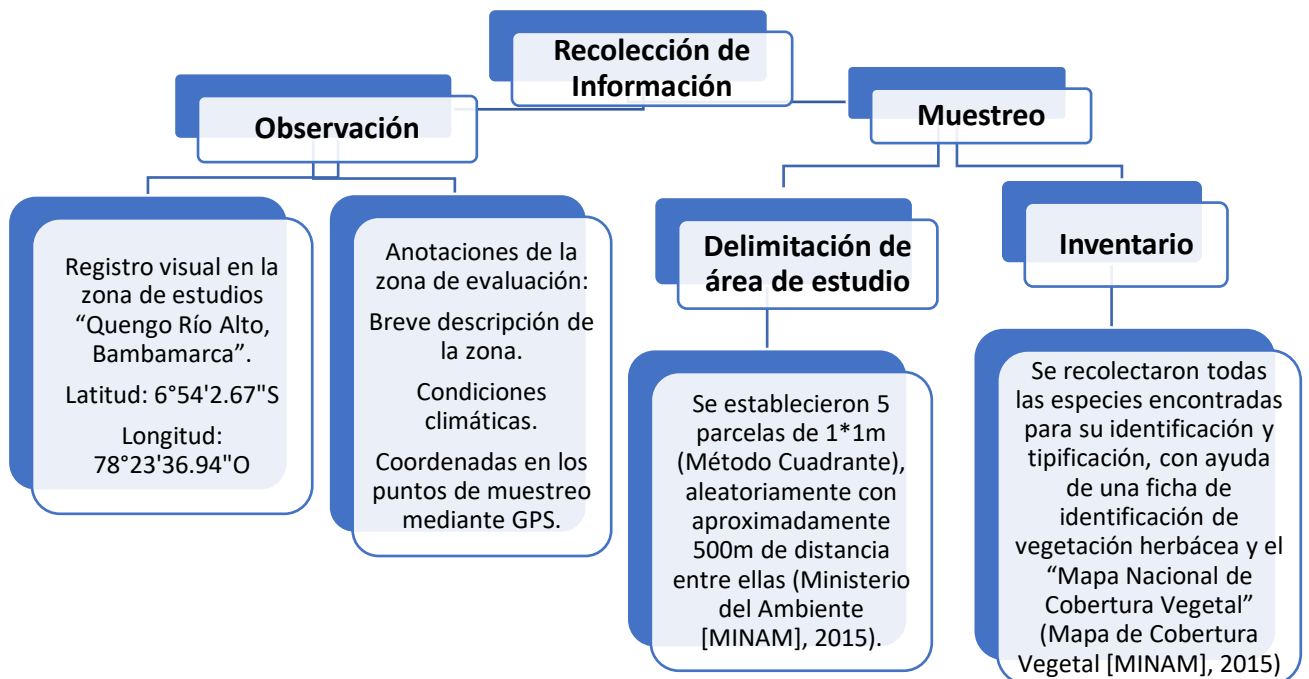 Recolección de
Información
Observación
Muestreo
Registro visual en la
zona de estudios
“Quengo Río Alto,
Bambamarca”.
Latitud: 6°54'2.67"S
Longitud:
78°23'36.94"O
Anotaciones de la
zona de evaluación:
Breve descripción de
la zona.
Condiciones
climáticas.
Coordenadas en los
puntos de muestreo
mediante GPS.
Delimitación de
área de estudio
Se establecieron 5
parcelas de 1*1m
(Método Cuadrante),
aleatoriamente con
aproximadamente
500m de distancia
entre ellas (Ministerio
del Ambiente
[MINAM], 2015).
Inventario
Se recolectaron todas
las especies encontradas
para su identificación y
tipificación, con ayuda
de una ficha de
identificación de
vegetación herbácea y el
“Mapa Nacional de
Cobertura Vegetal”
(Mapa de Cobertura
Vegetal [MINAM], 2015)